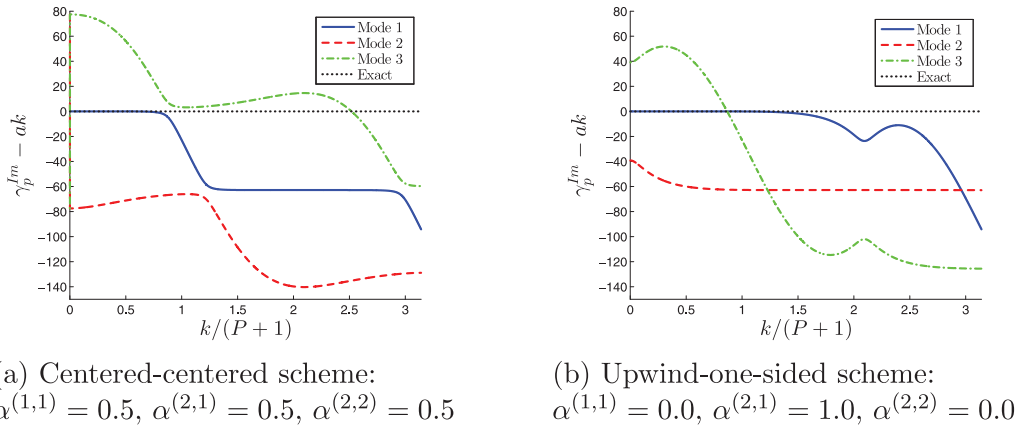 80
60
40
20
0
−20
−40
−60
−80
−100
−120
−140
γ_p^{Im} − ak
0 0.5 1 1.5 2 2.5 3
k/(P + 1)
Mode 1
Mode 2
Mode 3
Exact
80
60
40
20
0
−20
−40
−60
−80
−100
−120
−140
γ_p^{Im} − ak
0 0.5 1 1.5 2 2.5 3
k/(P + 1)
Mode 1
Mode 2
Mode 3
Exact
(a) Centered-centered scheme:
α^{(1,1)} = 0.5, α^{(2,1)} = 0.5, α^{(2,2)} = 0.5
(b) Upwind-one-sided scheme:
α^{(1,1)} = 0.0, α^{(2,1)} = 1.0, α^{(2,2)} = 0.0